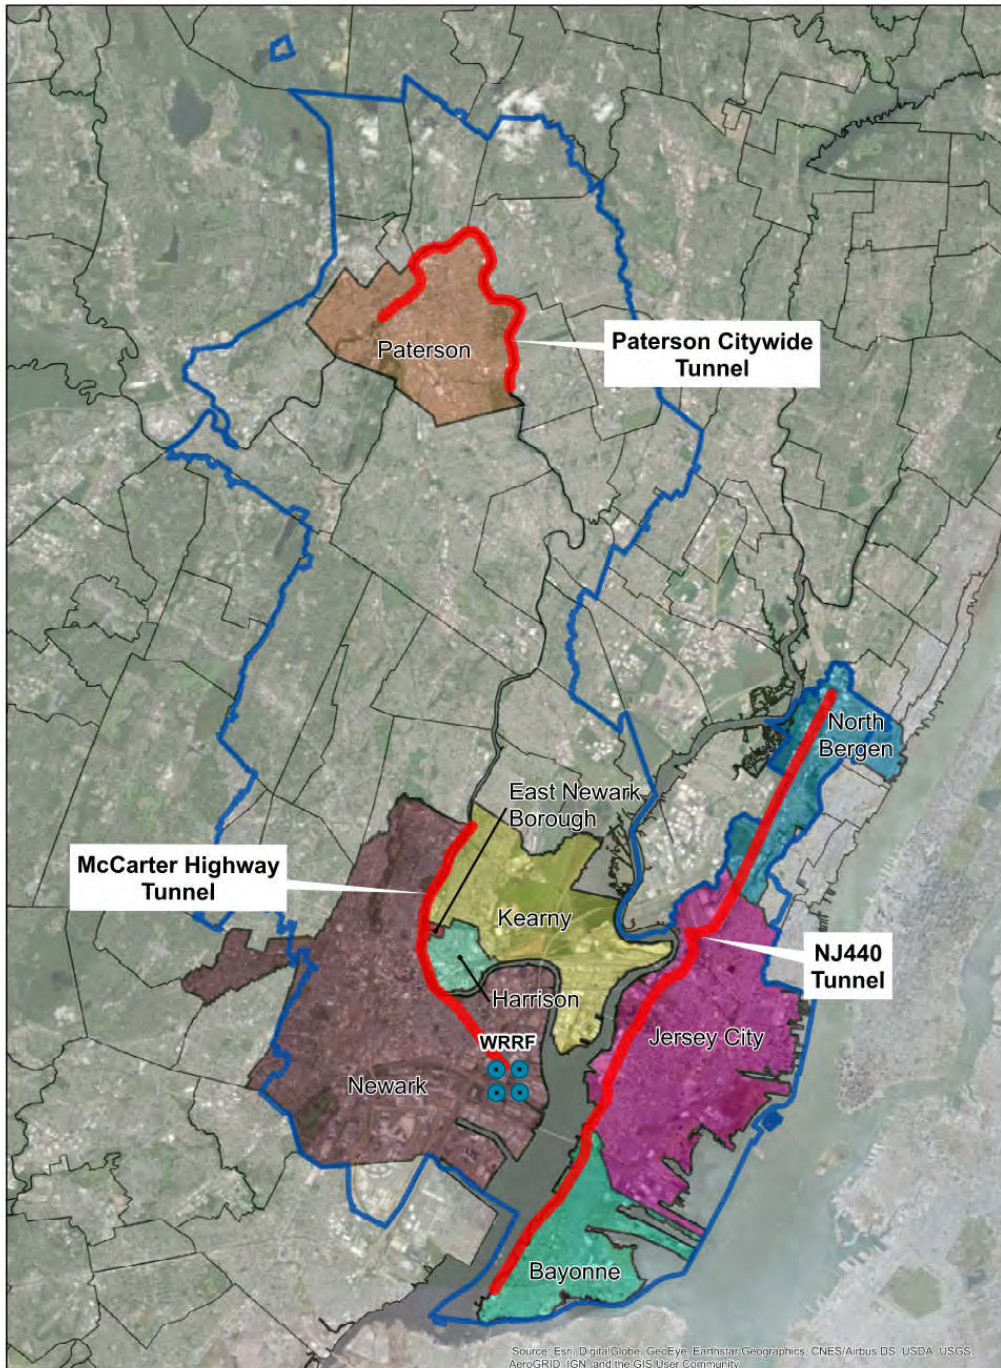 Paterson
Paterson Citywide
Tunnel
North
Bergen
East Newark
Borough
McCarter Highway
Tunnel
Kearny
NJ440
Tunnel
Harrison
WRRF
Jersey City
Newark
Bayonne
Source: Esri, DigitalGlobe, GeoEye, Earthstar Geographics, CNES/Airbus DS, USDA, USGS,
AeroGRID, IGN, and the GIS User Community